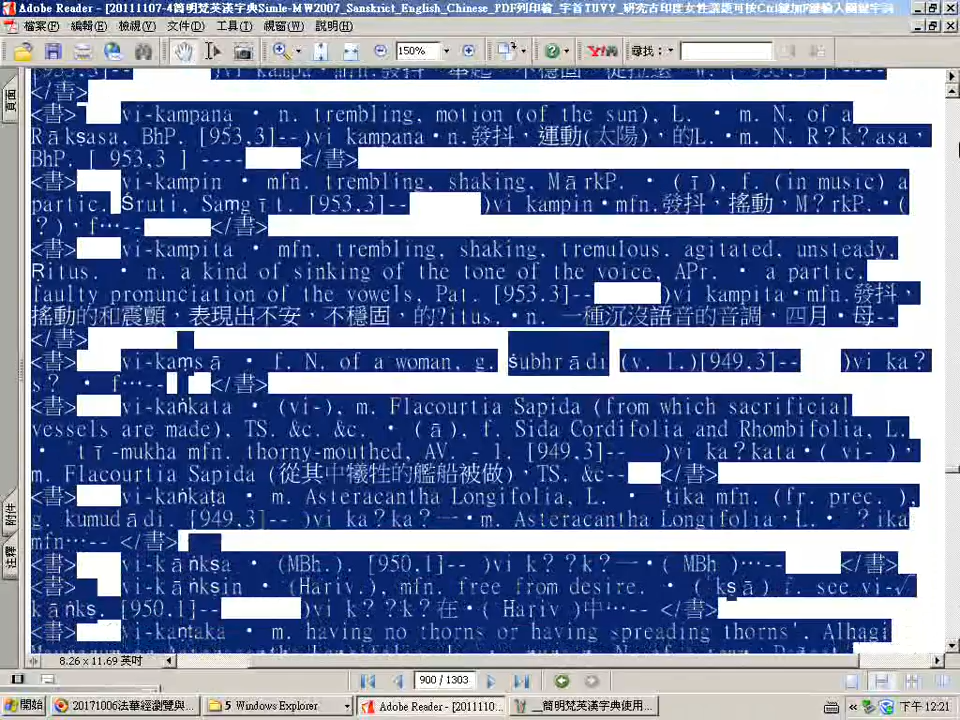 Adobe Reader - [20111107-4簡明梵英漢字典Simle-MW2007_Sanskrict_English_Chinese_PDF列印檔_字首TUVY_研究古印度女性議題可按Ctrl鍵加F鍵輸入關鍵字詞
檔案(F) 編輯(E) 檢視(V) 文件(D) 工具(T) 視窗(W) 說明(H)
150% Y! 尋找：
頁面
</書>
<書> vi-kampana • n. trembling, motion (of the sun), L. • m. N. of a
Rākṣasa, BhP. [953,3]--)vi kampana•n.發抖，運動(太陽)，的L. • m. N. R?k?asa,
BhP. [ 953,3 ] ---- </書>
<書> vi-kampin • mfn. trembling, shaking, MārkP. • (ī), f. (in music) a
partic. Śruti, Saṃgīt. [953,3]-- )vi kampin•mfn.發抖，搖動，M?rkP. •(
?), f…-- </書>
<書> vi-kampita • mfn. trembling, shaking, tremulous, agitated, unsteady,
Ritus. • n. a kind of sinking of the tone of the voice, APr. • a partic.
faulty pronunciation of the vowels, Pat. [953.3]-- )vi kampita•mfn.發抖，
搖動的和震顫，表現出不安，不穩固，的?itus.•n. 一種沉沒語音的音調，四月•母--
</書>
<書> vi-kaṃsā • f. N. of a woman, g. śubhrādi (v. l.)[949,3]-- )vi ka?
s? • f…-- </書>
<書> vi-kaṅkata • (vi-), m. Flacourtia Sapida (from which sacrificial
vessels are made), TS. &c. &c. • (ā), f. Sida Cordifolia and Rhombifolia, L.
• tī-mukha mfn. thorny-mouthed, AV. - 1. [949.3]-- )vi ka?kata ( vi- ),
m. Flacourtia Sapida (從其中犧牲的艦船被做), TS. &c-- </書>
<書> vi-kaṅkaṭa • m. Asteracantha Longifolia, L. • ṭika mfn. (fr. prec. ),
g. kumudādi . [949,3]-- )vi ka?ka?—•m. Asteracantha Longifolia，L. • ?ika
mfn…-- </書>
<書> vi-kāṅkṣa • (MBh.). [950,1]-- )vi k??k?一•( MBh )…-- </書>
<書> vi-kāṅkṣin • (Hariv.), mfn. free from desire. • ( kṣā) f. see vi-√
kāṅkṣ. [950.1]-- )vi k??k?在•( Hariv )中…-- </書>
<書> vi-kaṇṭaka • m. having no thorns or having spreading thorns'. Alhagi
附件
注釋
8.26 x 11.69 英吋
900 / 1303
開始 20171006法華經瀏覽與... 5 Windows Explorer Adobe Reader - [20111... __簡明梵英漢字典使用... 下午 12:21